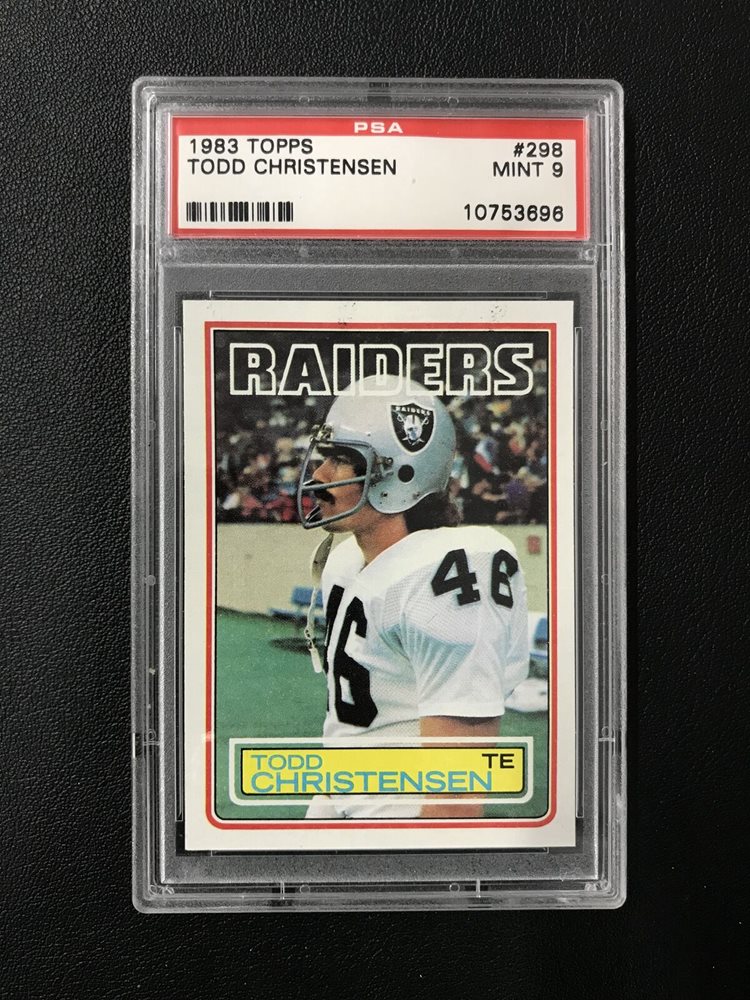 PSA
1983 TOPPS #298
TODD CHRISTENSEN MINT 9
10753696
RAIDERS
RAIDERS
46
46
TODD TE
CHRISTENSEN